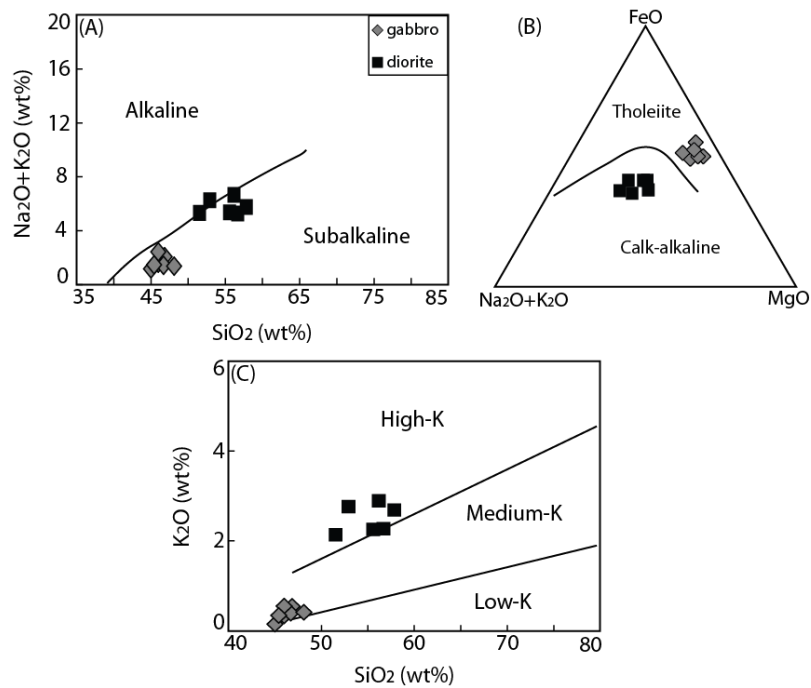 (A)
gabbro
diorite
20
16
12
8
4
0
Na2O+K2O (wt%)
Alkaline
Subalkaline
35 45 55 65 75 85
SiO2 (wt%)
(B)
FeO
Tholeiite
Calk-alkaline
Na2O+K2O
MgO
(C)
6
4
2
0
K2O (wt%)
High-K
Medium-K
Low-K
40 50 60 70 80
SiO2 (wt%)